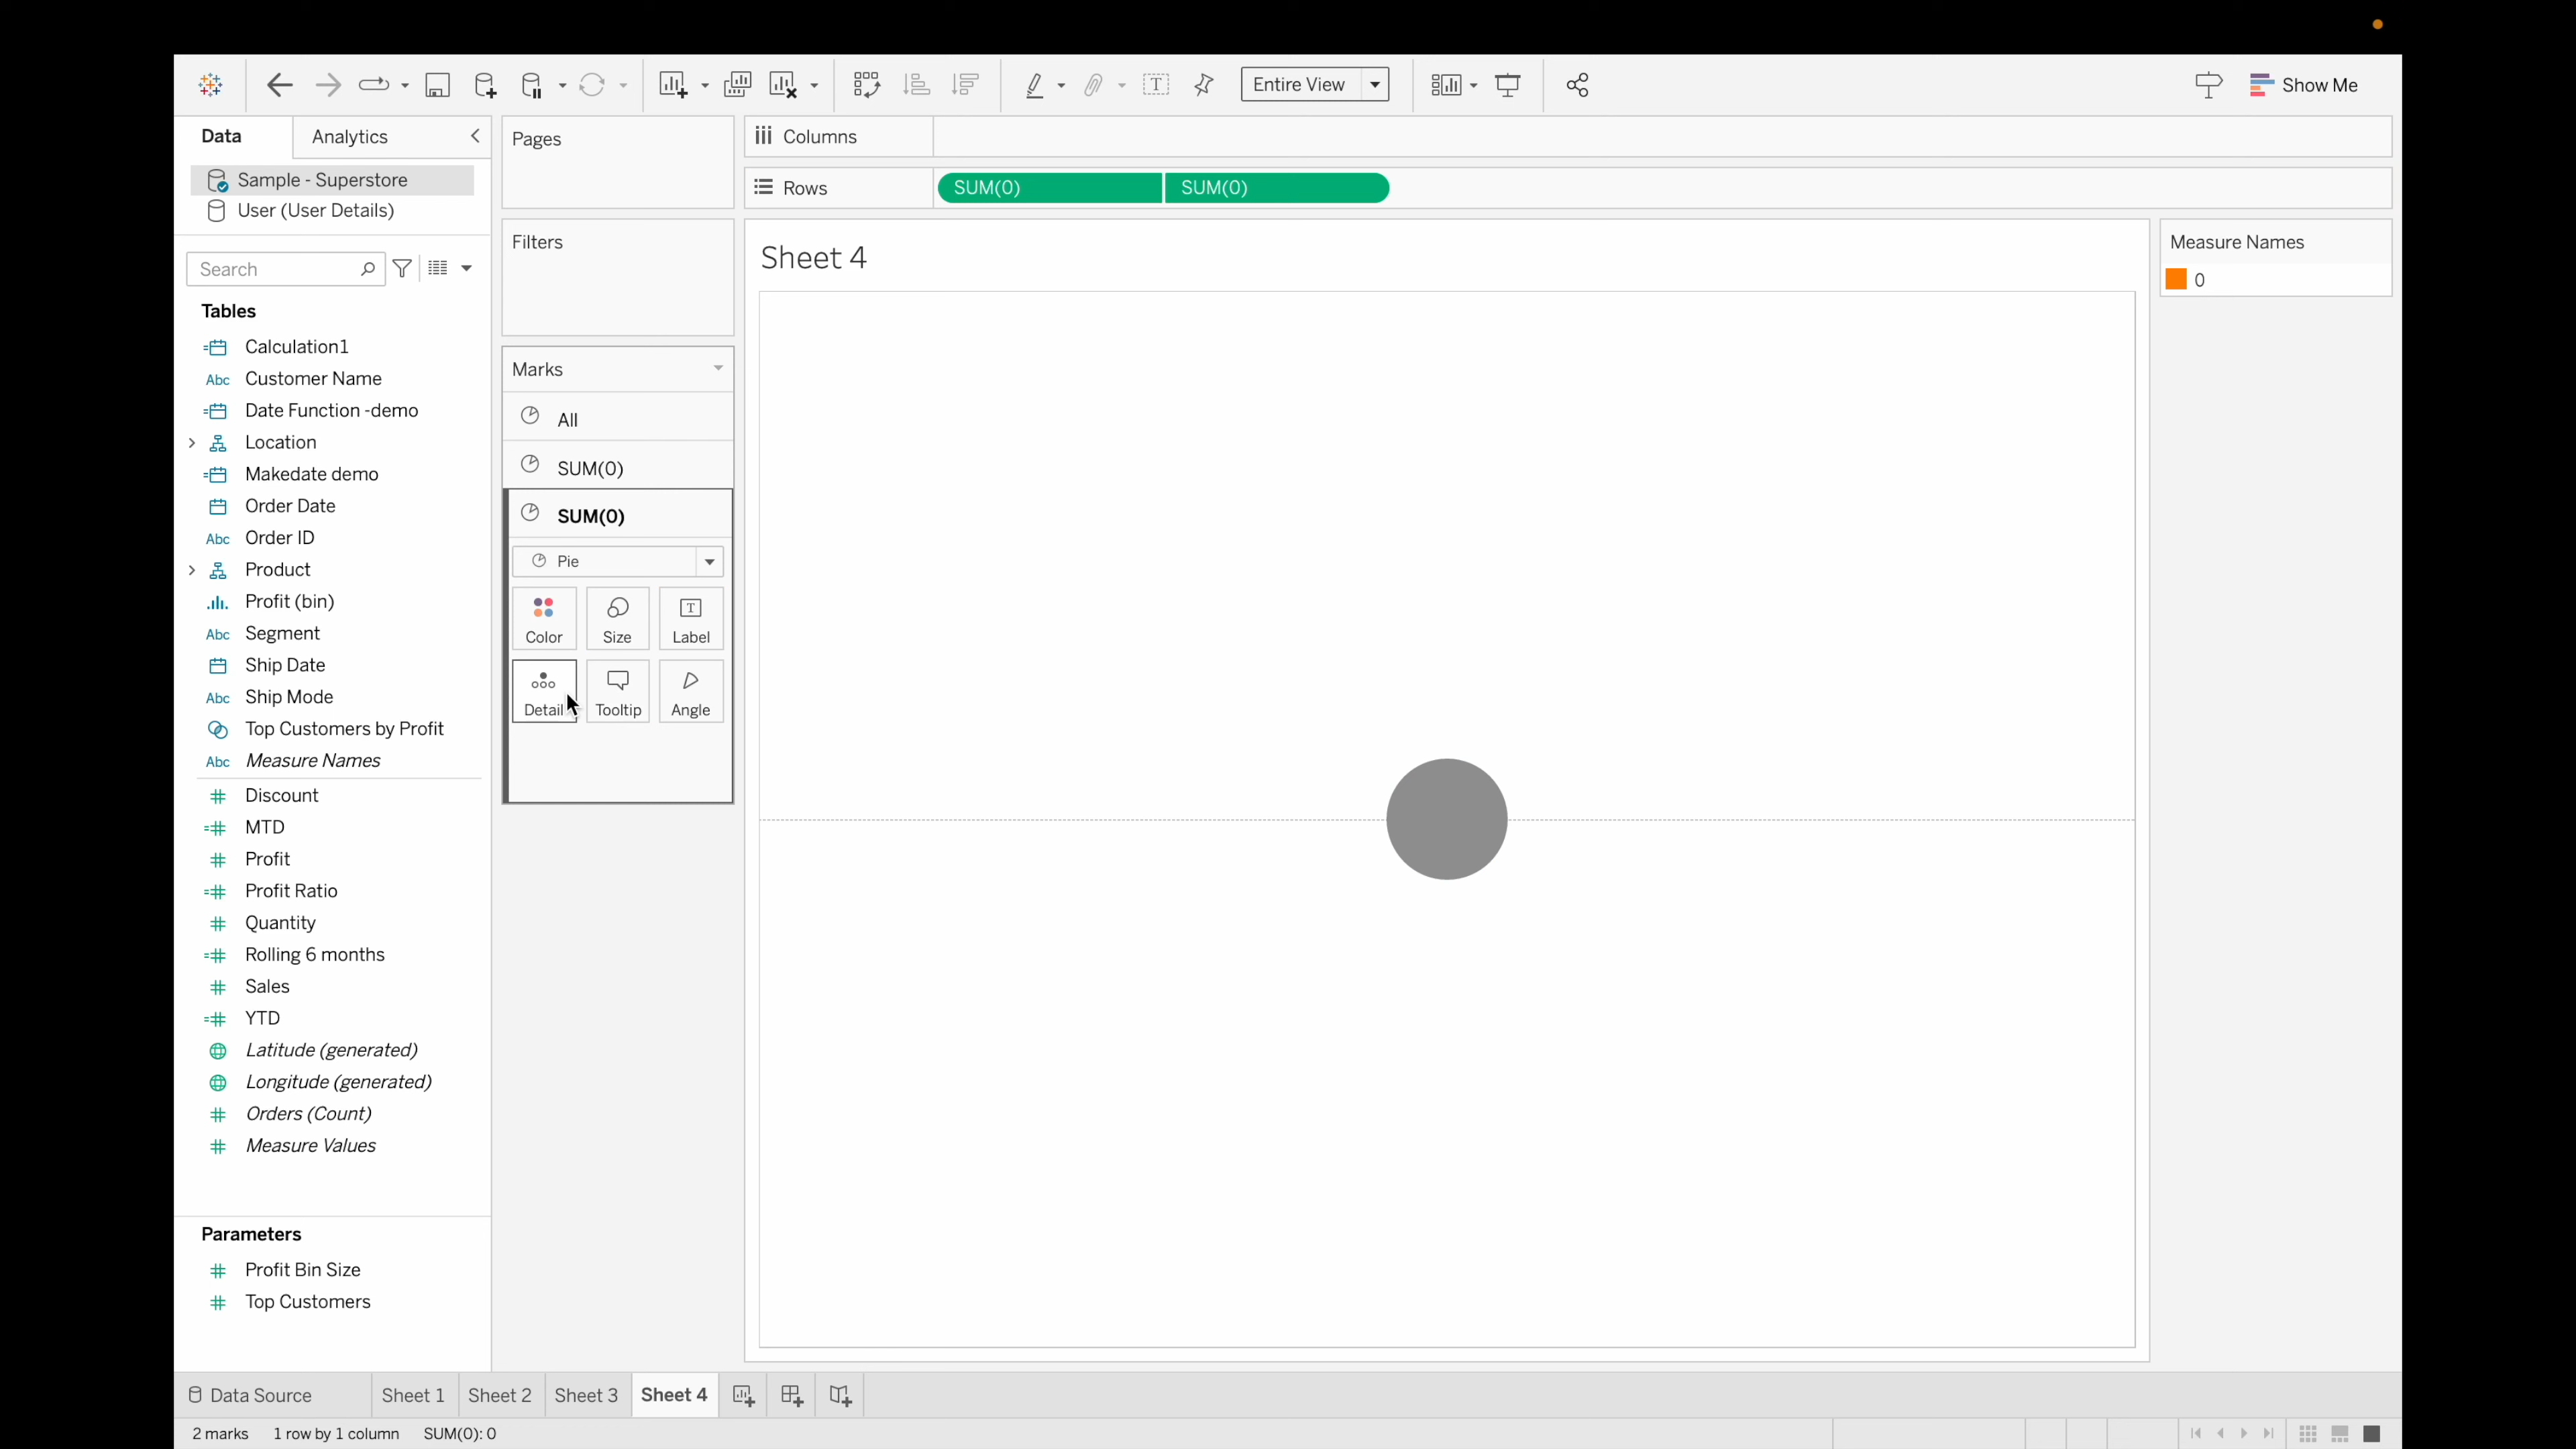 Entire View
Show Me
Data
Analytics
Sample - Superstore
User (User Details)
Search
Tables
Calculation1
Abc Customer Name
Date Function -demo
Location
Makedate demo
Order Date
Abc Order ID
Product
Profit (bin)
Abc Segment
Ship Date
Abc Ship Mode
Top Customers by Profit
Abc Measure Names
Discount
MTD
Profit
Profit Ratio
Quantity
Rolling 6 months
Sales
YTD
Latitude (generated)
Longitude (generated)
Orders (Count)
Measure Values
Parameters
Profit Bin Size
Top Customers
Pages
Filters
Marks
All
SUM(0)
SUM(0)
Pie
Color Size Label
Detail Tooltip Angle
Columns
Rows SUM(0) SUM(0)
Sheet 4
Measure Names
0
Data Source Sheet 1 Sheet 2 Sheet 3 Sheet 4
2 marks 1 row by 1 column SUM(0): 0